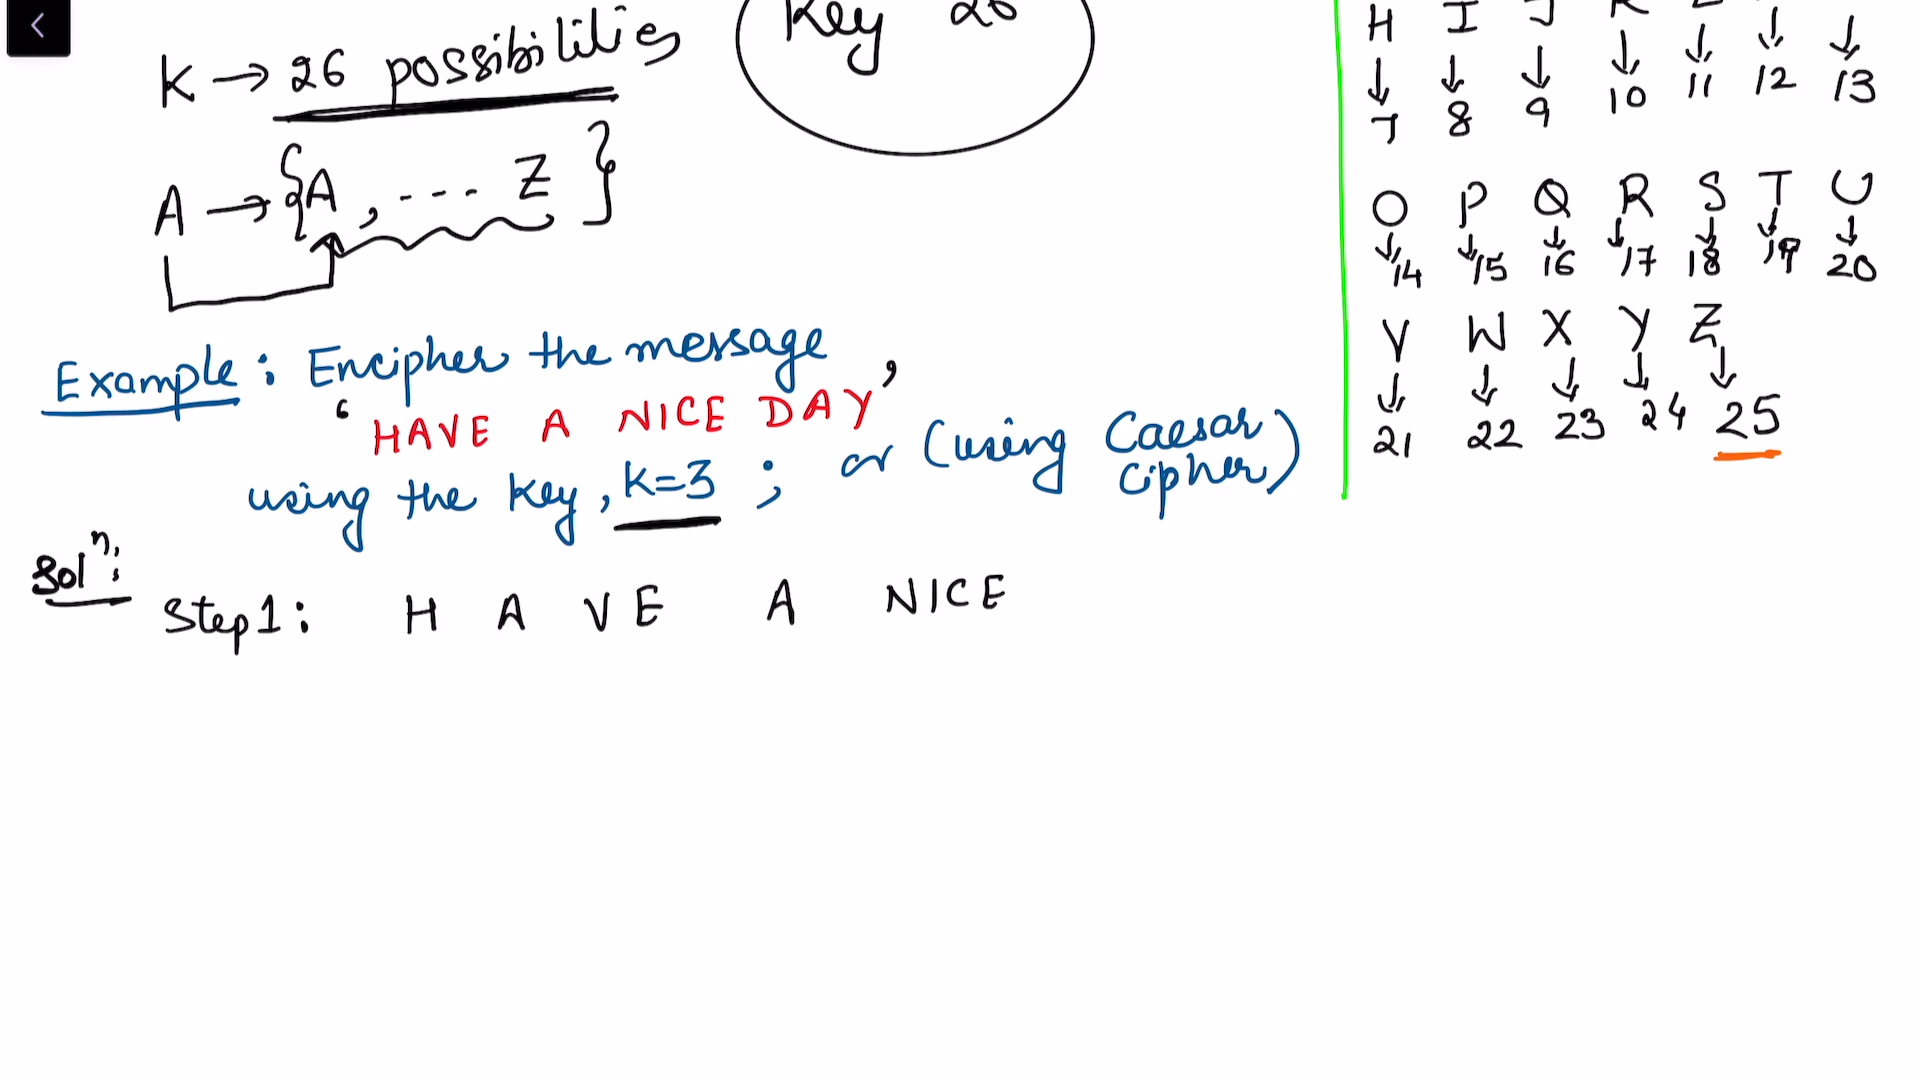 K → 26 possibilities
Key 26
A → {A, ---- Z}
Example : Encipher the message
‘HAVE A NICE DAY’
using the key, K=3 ; or (using Caesar cipher)
Solⁿ:
Step 1: H A V E A NICE
H I J K L
↓ ↓ ↓ ↓ ↓ ↓ ↓
7 8 9 10 11 12 13
O P Q R S T U
↓ ↓ ↓ ↓ ↓ ↓ ↓
14 15 16 17 18 19 20
V W X Y Z
↓ ↓ ↓ ↓ ↓
21 22 23 24 25